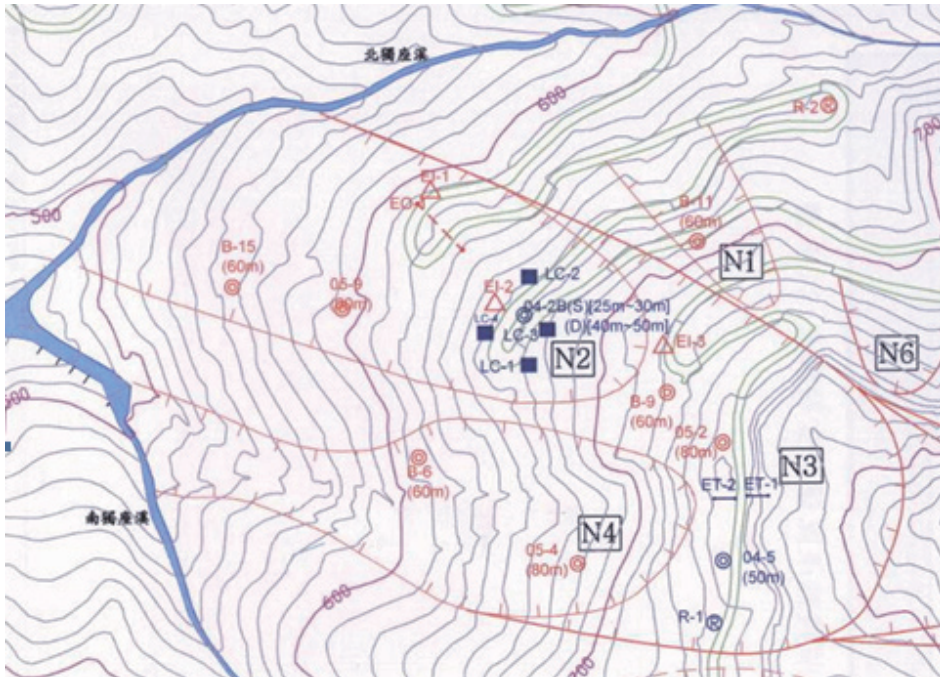 北獨座溪
600
R-2
700
EI-1
EO-1
B-11
(60m)
500
B-15
(60m)
N1
05-9
(80m)
LC-2
EI-2
04-2B(S)[25m~30m]
LC-4
LC-3
(D)[40m~50m]
EI-3
N6
LC-1
N2
B-9
(60m)
05-2
(80m)
B-6
(60m)
N3
ET-2
ET-1
南獨座溪
N4
05-4
(80m)
04-5
(50m)
600
R-1